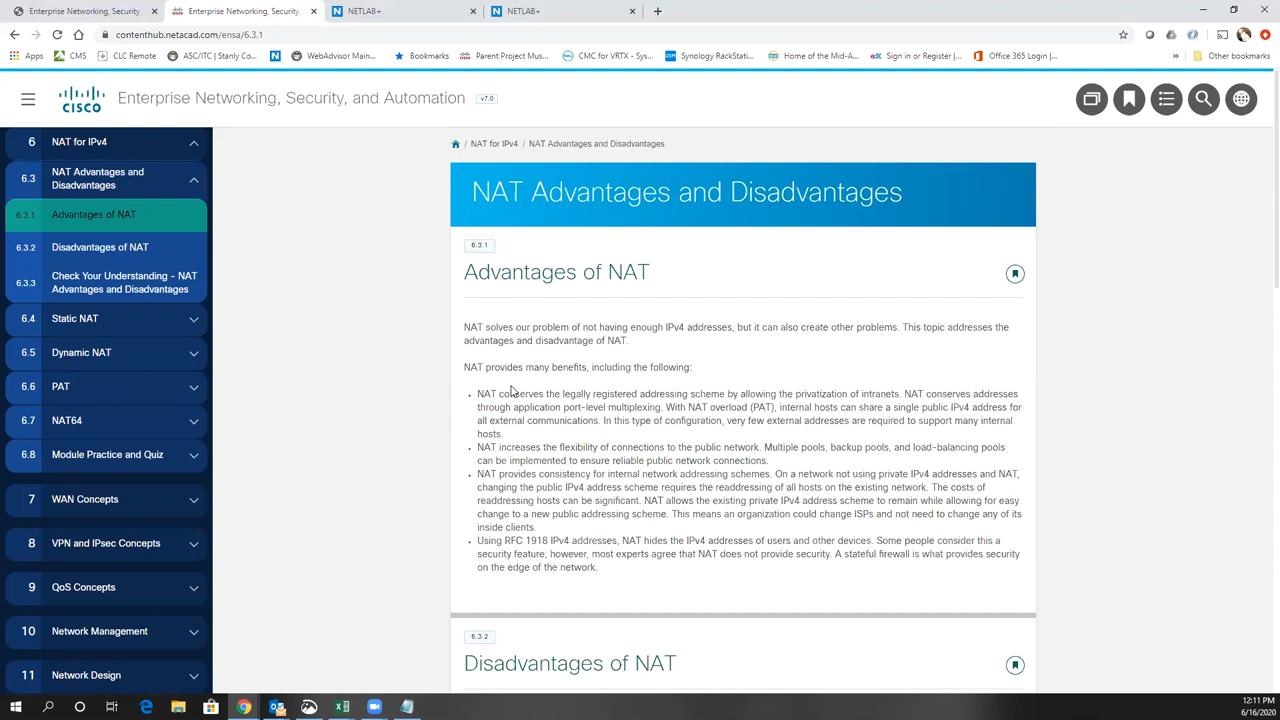 Enterprise Networking, Security,
Enterprise Networking, Security,
NETLAB+
NETLAB+
contenthub.netacad.com/ensa/6.3.1
Apps
CMS
CLC Remote
ASC/ITC | Stanly Co...
WebAdvisor Main...
Bookmarks
Parent Project Mus...
CMC for VRTX - Sys...
Synology RackStati...
Home of the Mid-A...
Sign in or Register |...
Office 365 Login |...
»
Other bookmarks
CISCO
Enterprise Networking, Security, and Automation
v7.0
6 NAT for IPv4
6.3 NAT Advantages and
Disadvantages
6.3.1 Advantages of NAT
6.3.2 Disadvantages of NAT
6.3.3 Check Your Understanding - NAT
Advantages and Disadvantages
6.4 Static NAT
6.5 Dynamic NAT
6.6 PAT
6.7 NAT64
6.8 Module Practice and Quiz
7 WAN Concepts
8 VPN and IPsec Concepts
9 QoS Concepts
10 Network Management
11 Network Design
/ NAT for IPv4 / NAT Advantages and Disadvantages
NAT Advantages and Disadvantages
6.3.1
Advantages of NAT
NAT solves our problem of not having enough IPv4 addresses, but it can also create other problems. This topic addresses the
advantages and disadvantage of NAT.
NAT provides many benefits, including the following:
• NAT conserves the legally registered addressing scheme by allowing the privatization of intranets. NAT conserves addresses
through application port-level multiplexing. With NAT overload (PAT), internal hosts can share a single public IPv4 address for
all external communications. In this type of configuration, very few external addresses are required to support many internal
hosts.
• NAT increases the flexibility of connections to the public network. Multiple pools, backup pools, and load-balancing pools
can be implemented to ensure reliable public network connections.
• NAT provides consistency for internal network addressing schemes. On a network not using private IPv4 addresses and NAT,
changing the public IPv4 address scheme requires the readdressing of all hosts on the existing network. The costs of
readdressing hosts can be significant. NAT allows the existing private IPv4 address scheme to remain while allowing for easy
change to a new public addressing scheme. This means an organization could change ISPs and not need to change any of its
inside clients.
• Using RFC 1918 IPv4 addresses, NAT hides the IPv4 addresses of users and other devices. Some people consider this a
security feature; however, most experts agree that NAT does not provide security. A stateful firewall is what provides security
on the edge of the network.
6.3.2
Disadvantages of NAT
12:11 PM
6/16/2020